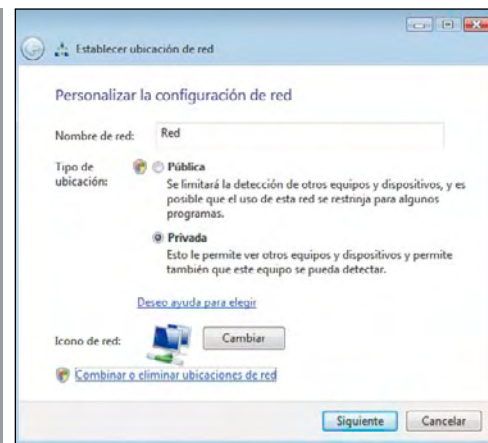 Establecer ubicación de red
Personalizar la configuración de red
Nombre de red: Red
Tipo de ubicación: Pública
Se limitará la detección de otros equipos y dispositivos, y es
posible que el uso de esta red se restrinja para algunos
programas.
Privada
Esto le permite ver otros equipos y dispositivos y permite
también que este equipo se pueda detectar.
Deseo ayuda para elegir
Icono de red: Cambiar
Combinar o eliminar ubicaciones de red
Siguiente Cancelar